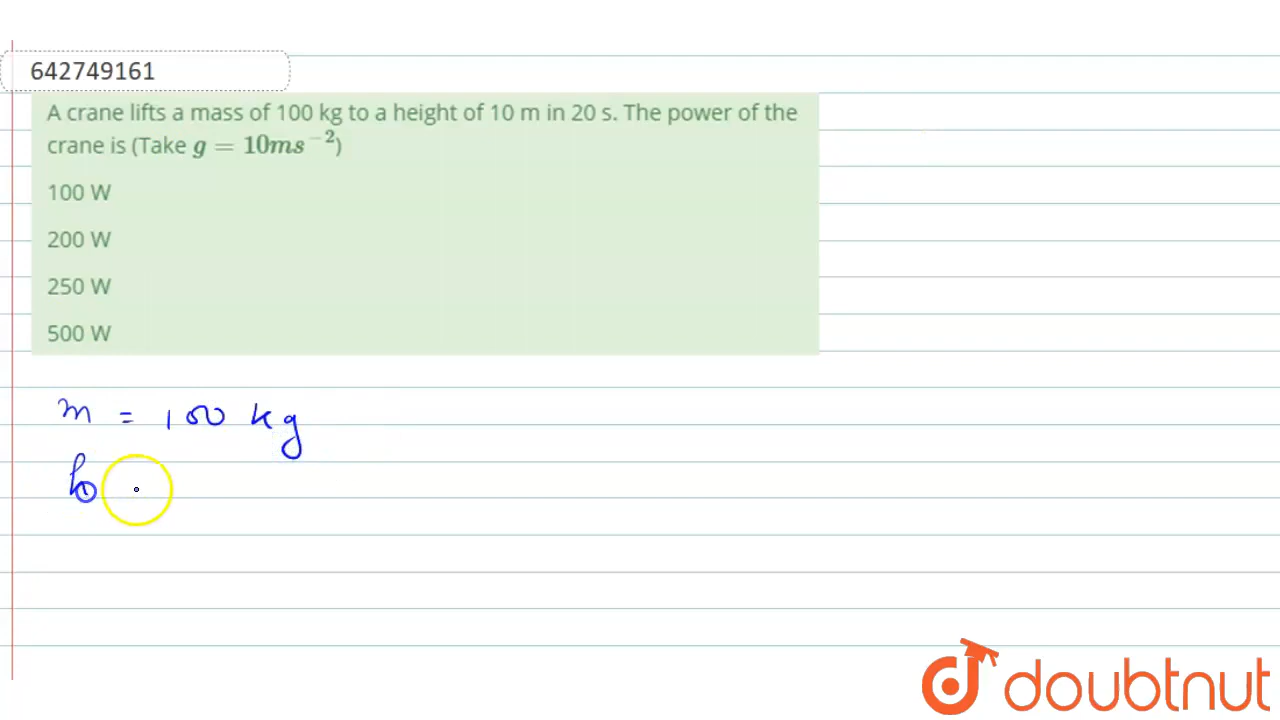 642749161
A crane lifts a mass of 100 kg to a height of 10 m in 20 s. The power of the
crane is (Take g = 10ms⁻²)
100 W
200 W
250 W
500 W
m = 100 kg
h
doubtnut